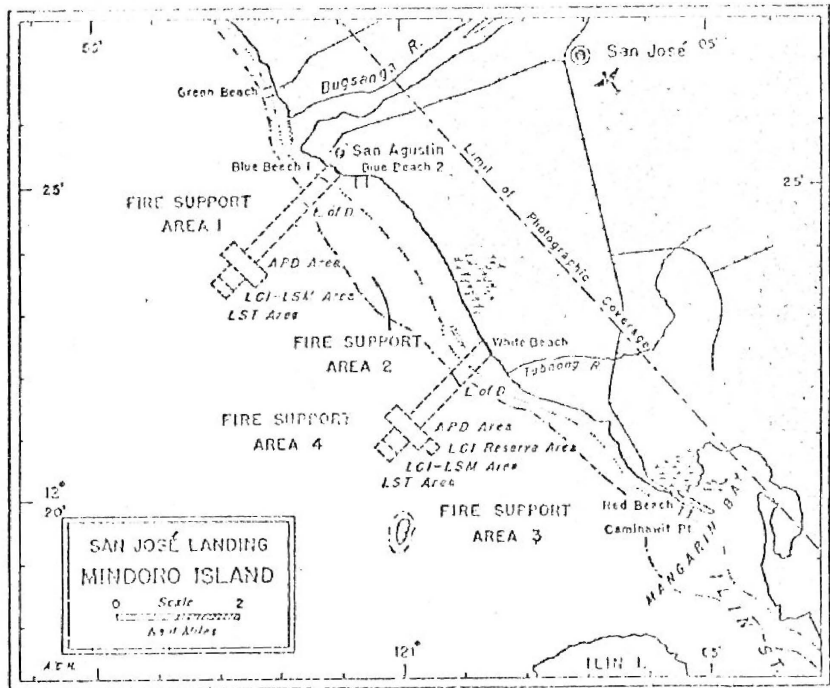 55'
05'
San José
Bugsanga R.
Green Beach
San Agustin
Blue Beach 1
Blue Beach 2
25'
25'
FIRE SUPPORT
AREA 1
L of D
Limit of Photographic Coverage
APD Area
LCI-LSM Area
LST Area
FIRE SUPPORT
AREA 2
White Beach
L of D
FIRE SUPPORT
AREA 4
APD Area
LCI Reserve Area
LCI-LSM Area
LST Area
12°
20'
FIRE SUPPORT
AREA 3
Red Beach
Caminawit Pt.
MANGARIN BAY
ILIN ST
SAN JOSÉ LANDING
MINDORO ISLAND
0 Scale 2
Naut Miles
121°
ILIN I.
05'